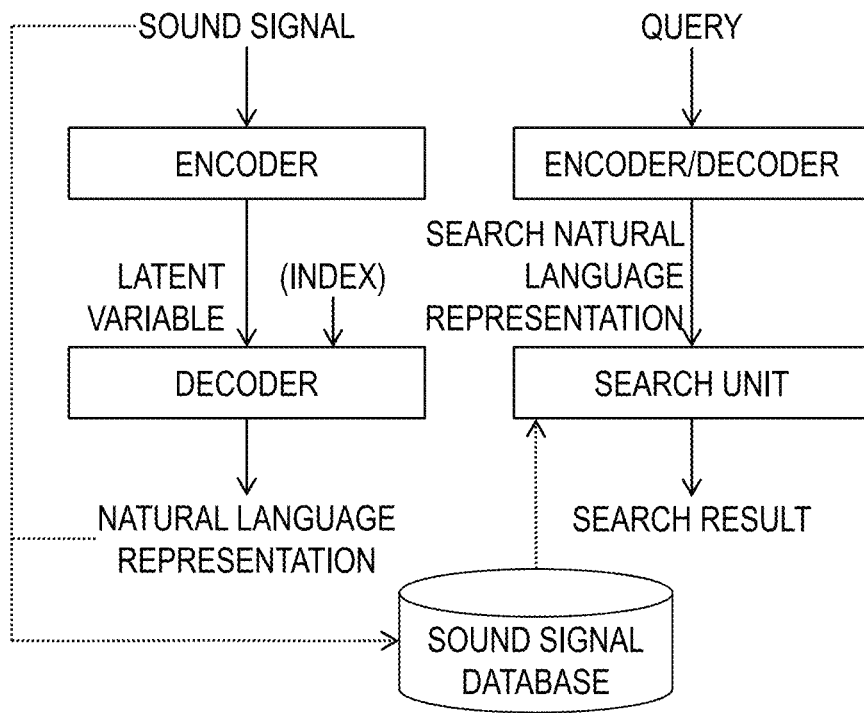 SOUND SIGNAL
ENCODER
LATENT
VARIABLE
(INDEX)
DECODER
NATURAL LANGUAGE
REPRESENTATION
QUERY
ENCODER/DECODER
SEARCH NATURAL
LANGUAGE
REPRESENTATION
SEARCH UNIT
SEARCH RESULT
SOUND SIGNAL
DATABASE